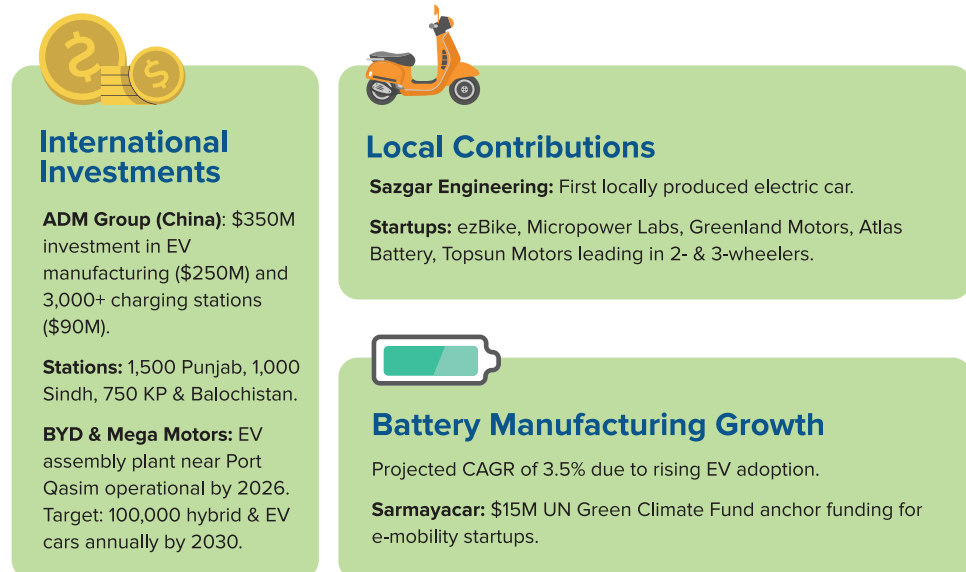 International
Investments
ADM Group (China): $350M
investment in EV
manufacturing ($250M) and
3,000+ charging stations
($90M).
Stations: 1,500 Punjab, 1,000
Sindh, 750 KP & Balochistan.
BYD & Mega Motors: EV
assembly plant near Port
Qasim operational by 2026.
Target: 100,000 hybrid & EV
cars annually by 2030.
Local Contributions
Sazgar Engineering: First locally produced electric car.
Startups: ezBike, Micropower Labs, Greenland Motors, Atlas
Battery, Topsun Motors leading in 2- & 3-wheelers.
Battery Manufacturing Growth
Projected CAGR of 3.5% due to rising EV adoption.
Sarmayacar: $15M UN Green Climate Fund anchor funding for
e-mobility startups.